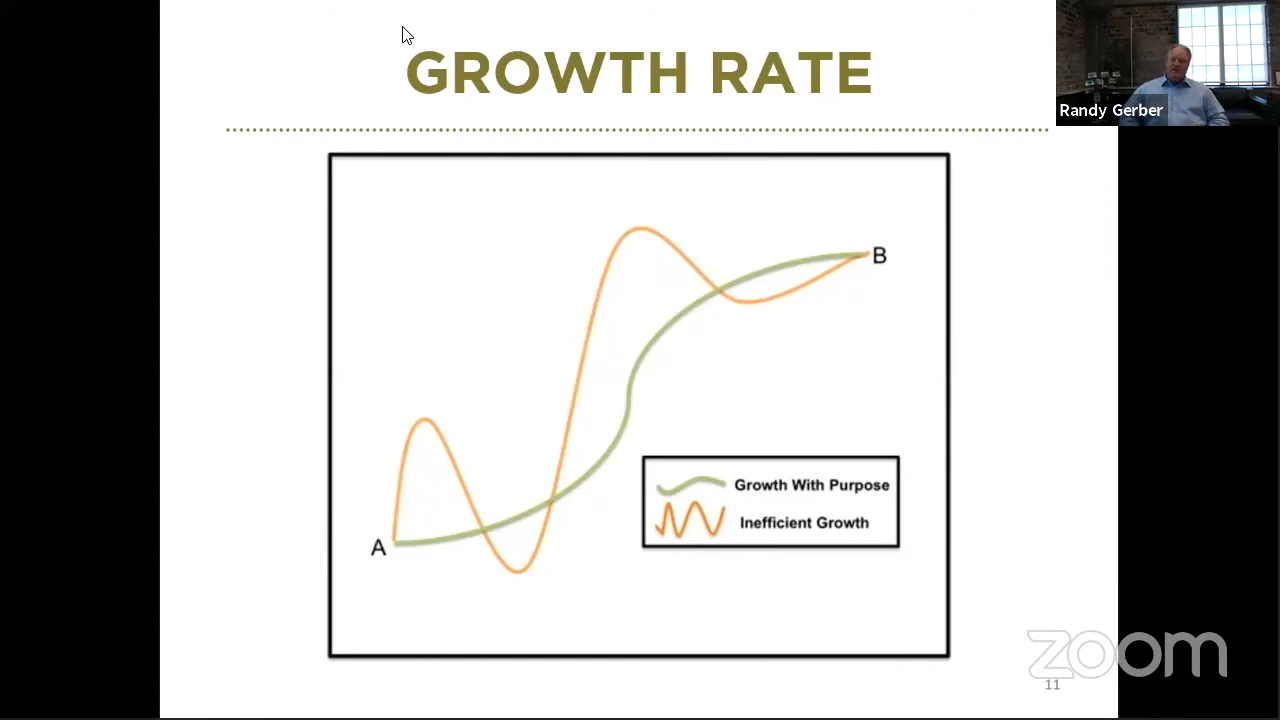 GROWTH RATE
Randy Gerber
B
Growth With Purpose
Inefficient Growth
A
zoom
11